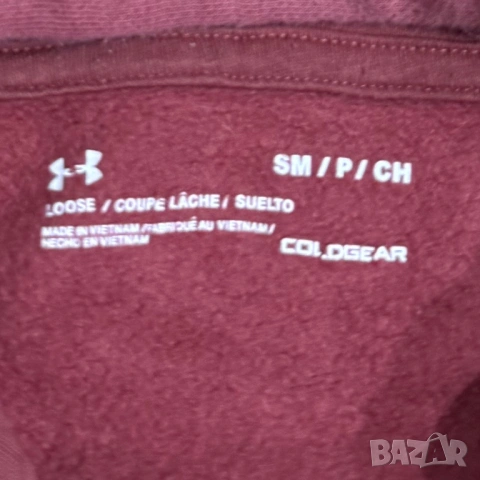 SM / P / CH
LOOSE / COUPE LÂCHE / SUELTO
MADE IN VIETNAM / FABRIQUÉ AU VIETNAM /
HECHO EN VIETNAM
COLDGEAR
BAZAR